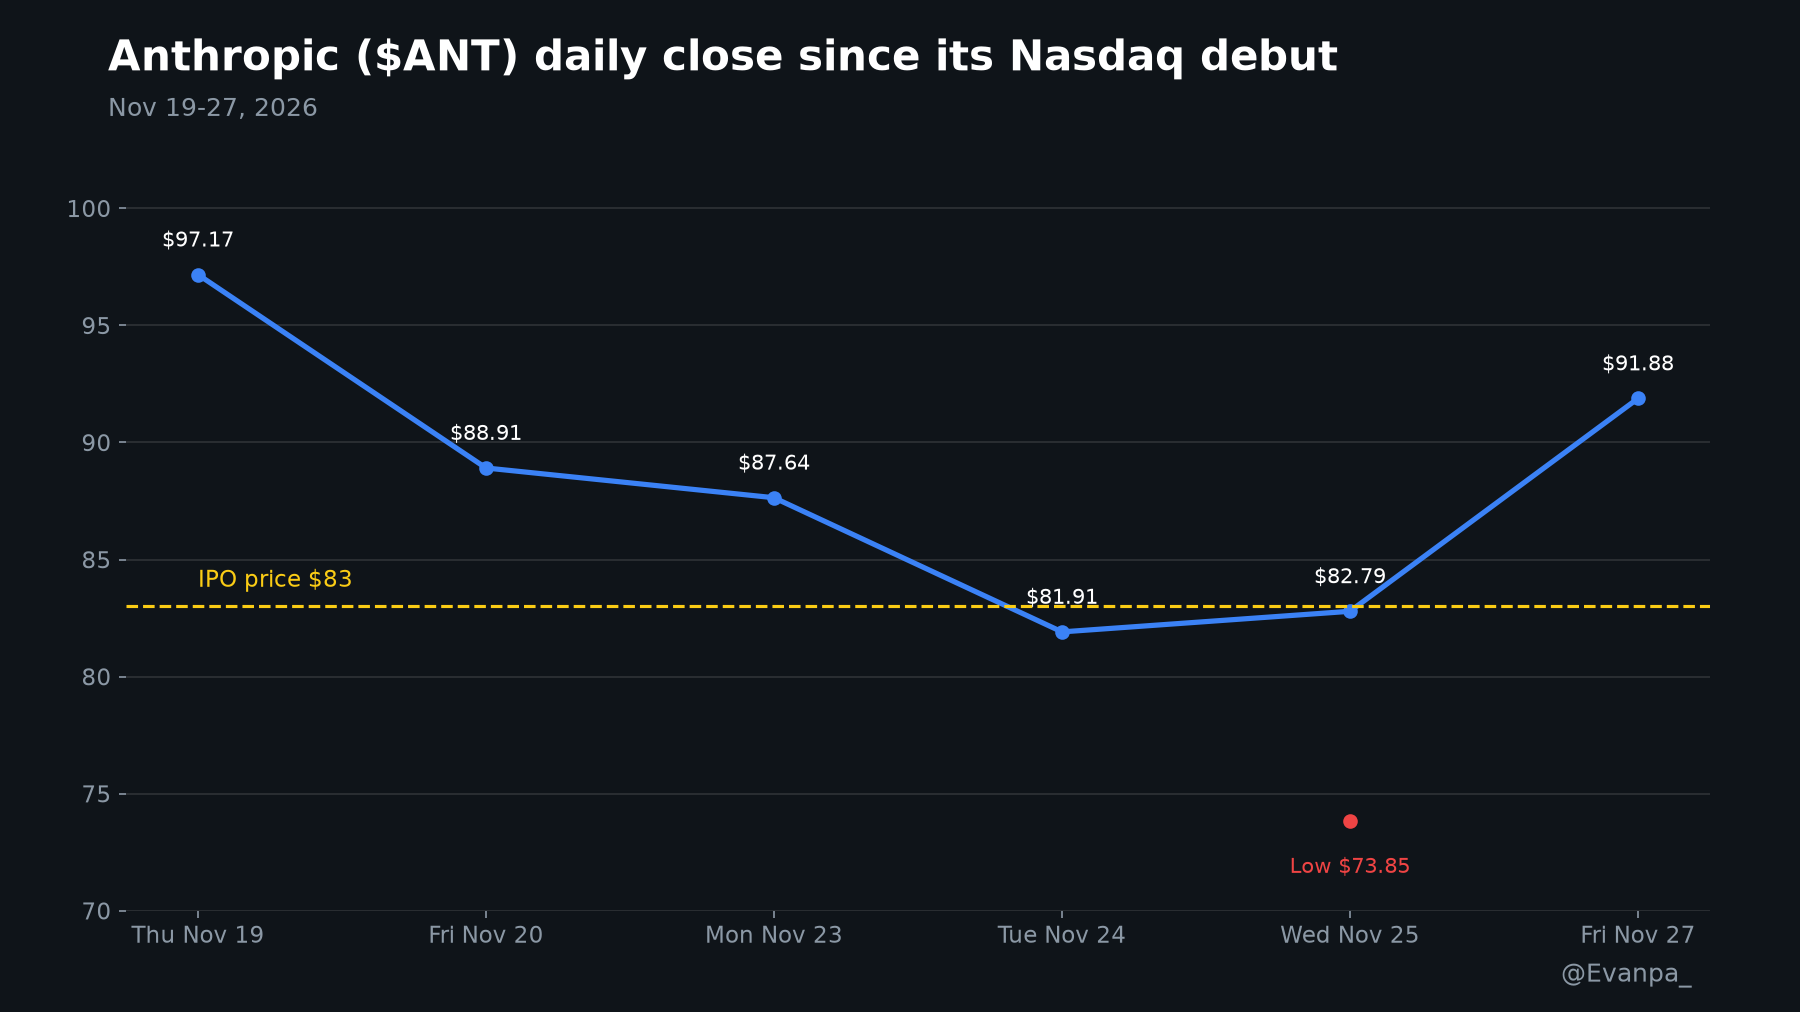 Anthropic ($ANT) daily close since its Nasdaq debut
Nov 19-27, 2026
100
$97.17
95
$91.88
90
$88.91
$87.64
85
IPO price $83
$82.79
$81.91
80
75
Low $73.85
70
Thu Nov 19 Fri Nov 20 Mon Nov 23 Tue Nov 24 Wed Nov 25 Fri Nov 27
@Evanpa_